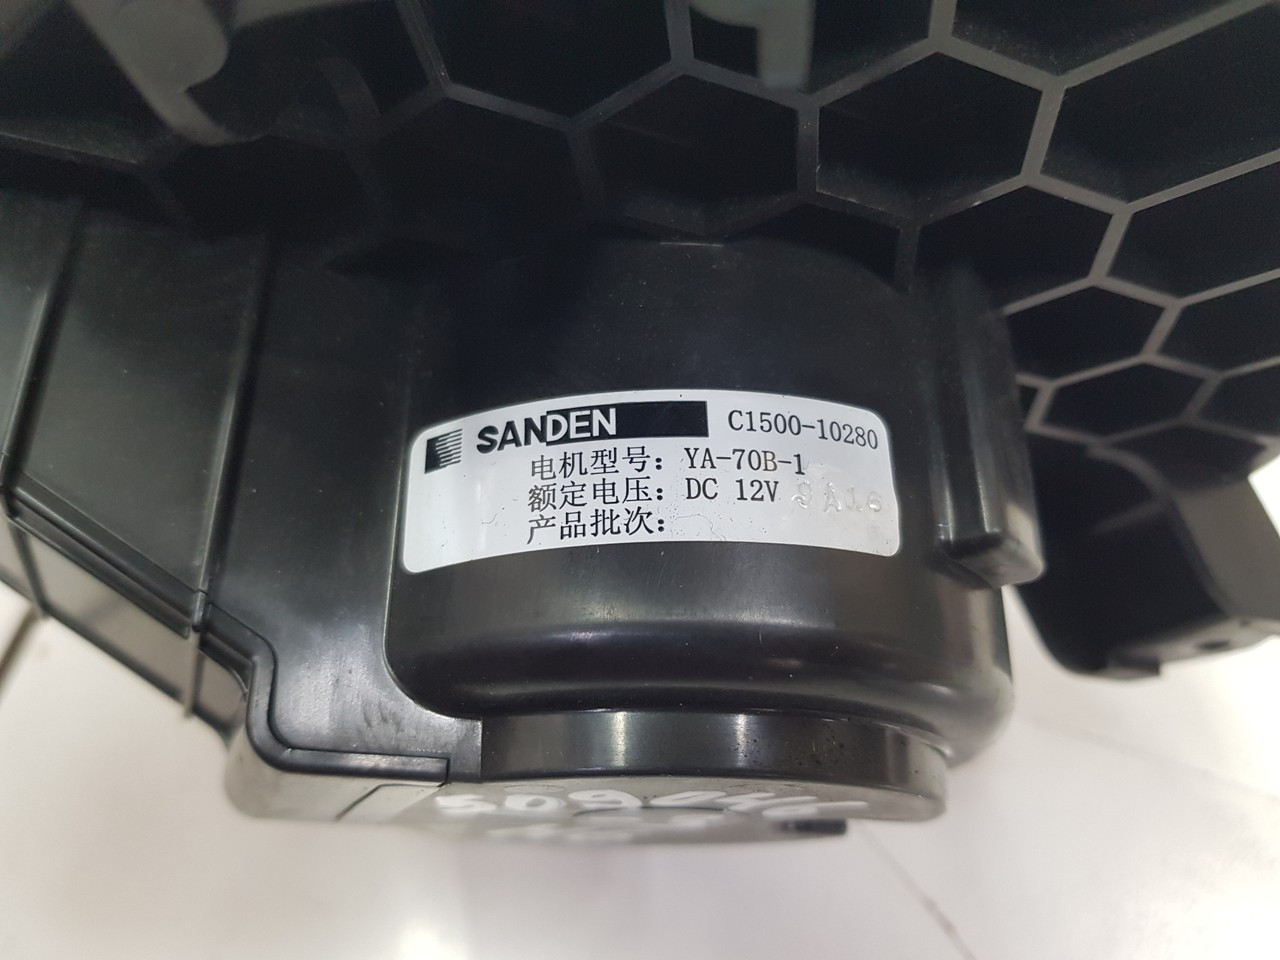 SANDEN C1500-10280
电机型号： YA-70B-1
额定电压： DC 12V 9A16
产品批次：